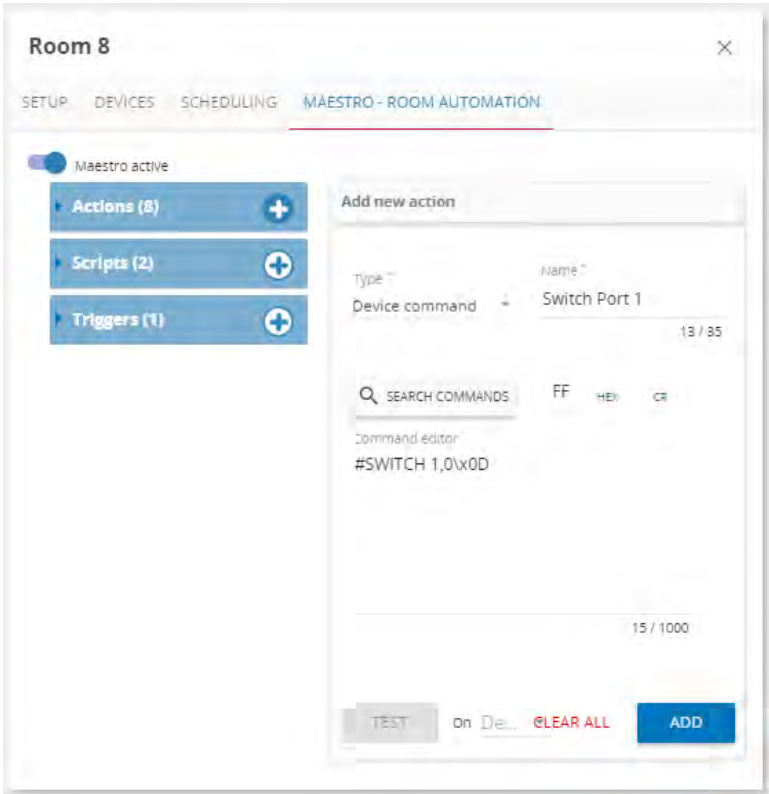 Room 8
SETUP DEVICES SCHEDULING MAESTRO - ROOM AUTOMATION
Maestro active
Actions (8)
Scripts (2)
Triggers (1)
Add new action
Type *
Name *
Device command
Switch Port 1
13 / 35
SEARCH COMMANDS FF HEX CR
Command editor
#SWITCH 1,0\x0D
15 / 1000
TEST On De... CLEAR ALL ADD